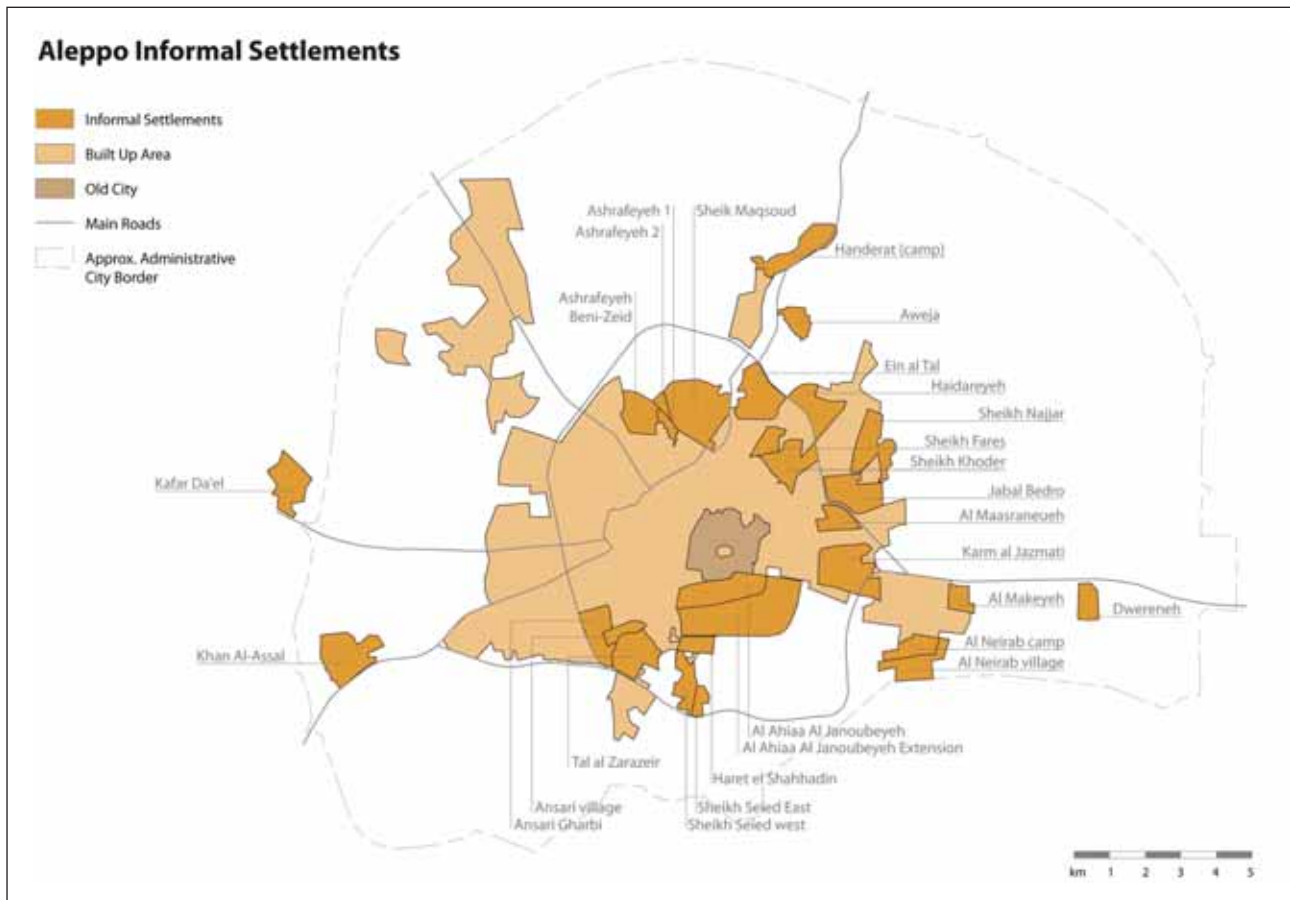 Aleppo Informal Settlements
Informal Settlements
Built Up Area
Old City
Main Roads
Approx. Administrative
City Border
Ashrafeyeh 1
Sheik Maqsoud
Ashrafeyeh 2
Handerat (camp)
Ashrafeyeh
Beni-Zeid
Aweja
Ein al Tal
Haidareyeh
Sheikh Najjar
Sheikh Fares
Sheikh Khoder
Kafar Da'el
Jabal Bedro
Al Maasraneueh
Karm al Jazmati
Al Makeyeh
Dwereneh
Al Neirab camp
Khan Al-Assal
Al Neirab village
Al Ahiaa Al Janoubeyeh
Al Ahiaa Al Janoubeyeh Extension
Tal al Zarazeir
Haret el Shahhadin
Ansari village
Sheikh Seied East
Ansari Gharbi
Sheikh Seied west
km 1 2 3 4 5